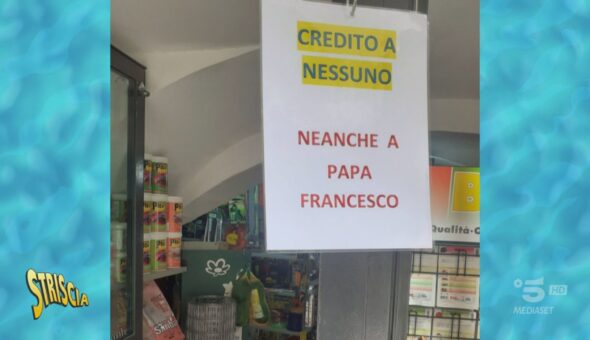 CREDITO A
NESSUNO
NEANCHE A
PAPA
FRANCESCO
B
Qualità-C
STRISCIA
5 HD
MEDIASET